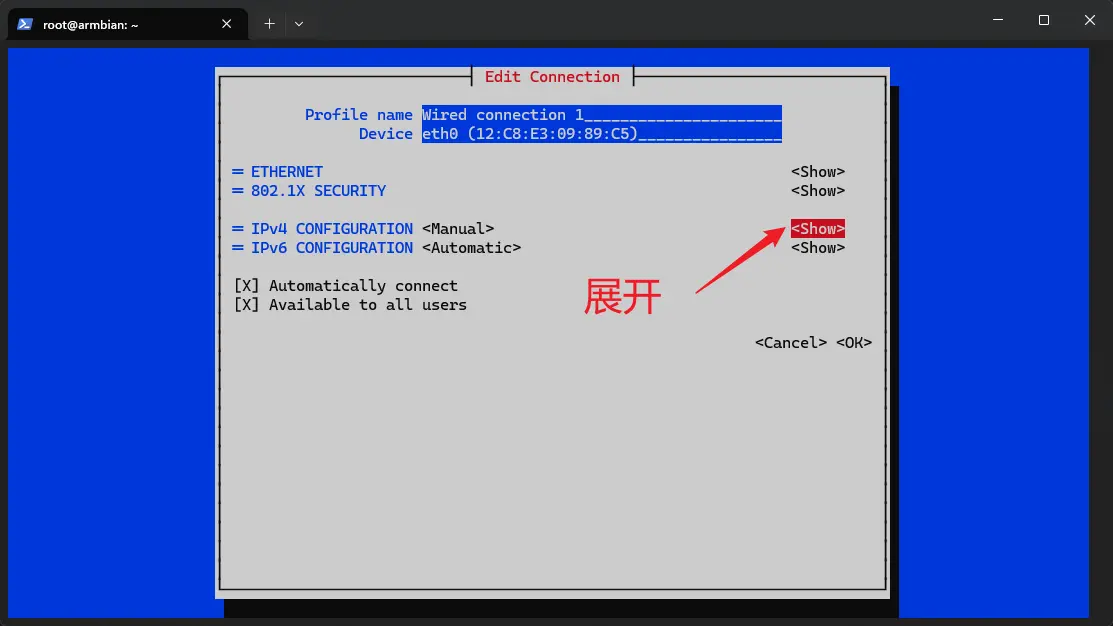 root@armbian: ~
Edit Connection
Profile name Wired connection 1______________________
Device eth0 (12:C8:E3:09:89:C5)________________
═ ETHERNET <Show>
═ 802.1X SECURITY <Show>
═ IPv4 CONFIGURATION <Manual> <Show>
═ IPv6 CONFIGURATION <Automatic> <Show>
[X] Automatically connect
[X] Available to all users
展开
<Cancel> <OK>